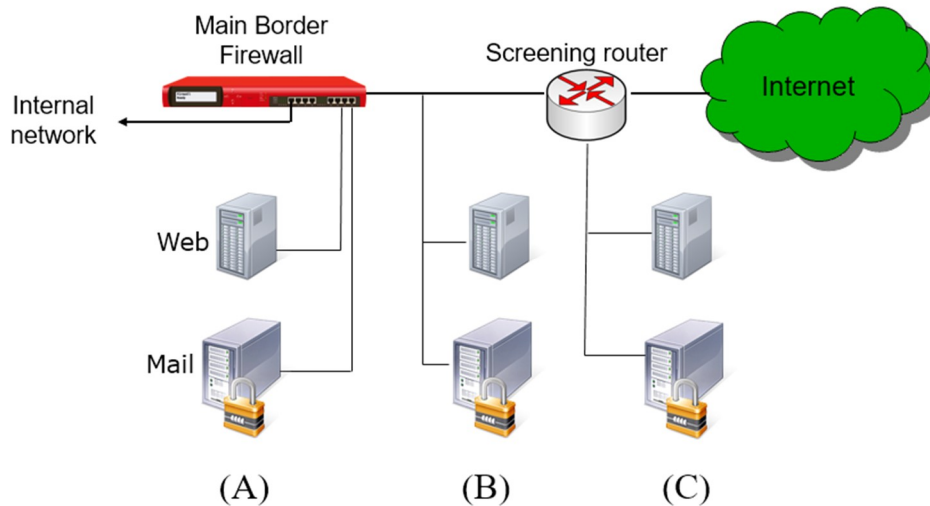 Main Border
Firewall
Screening router
Internet
Internal
network
Web
Mail
(A)
(B)
(C)